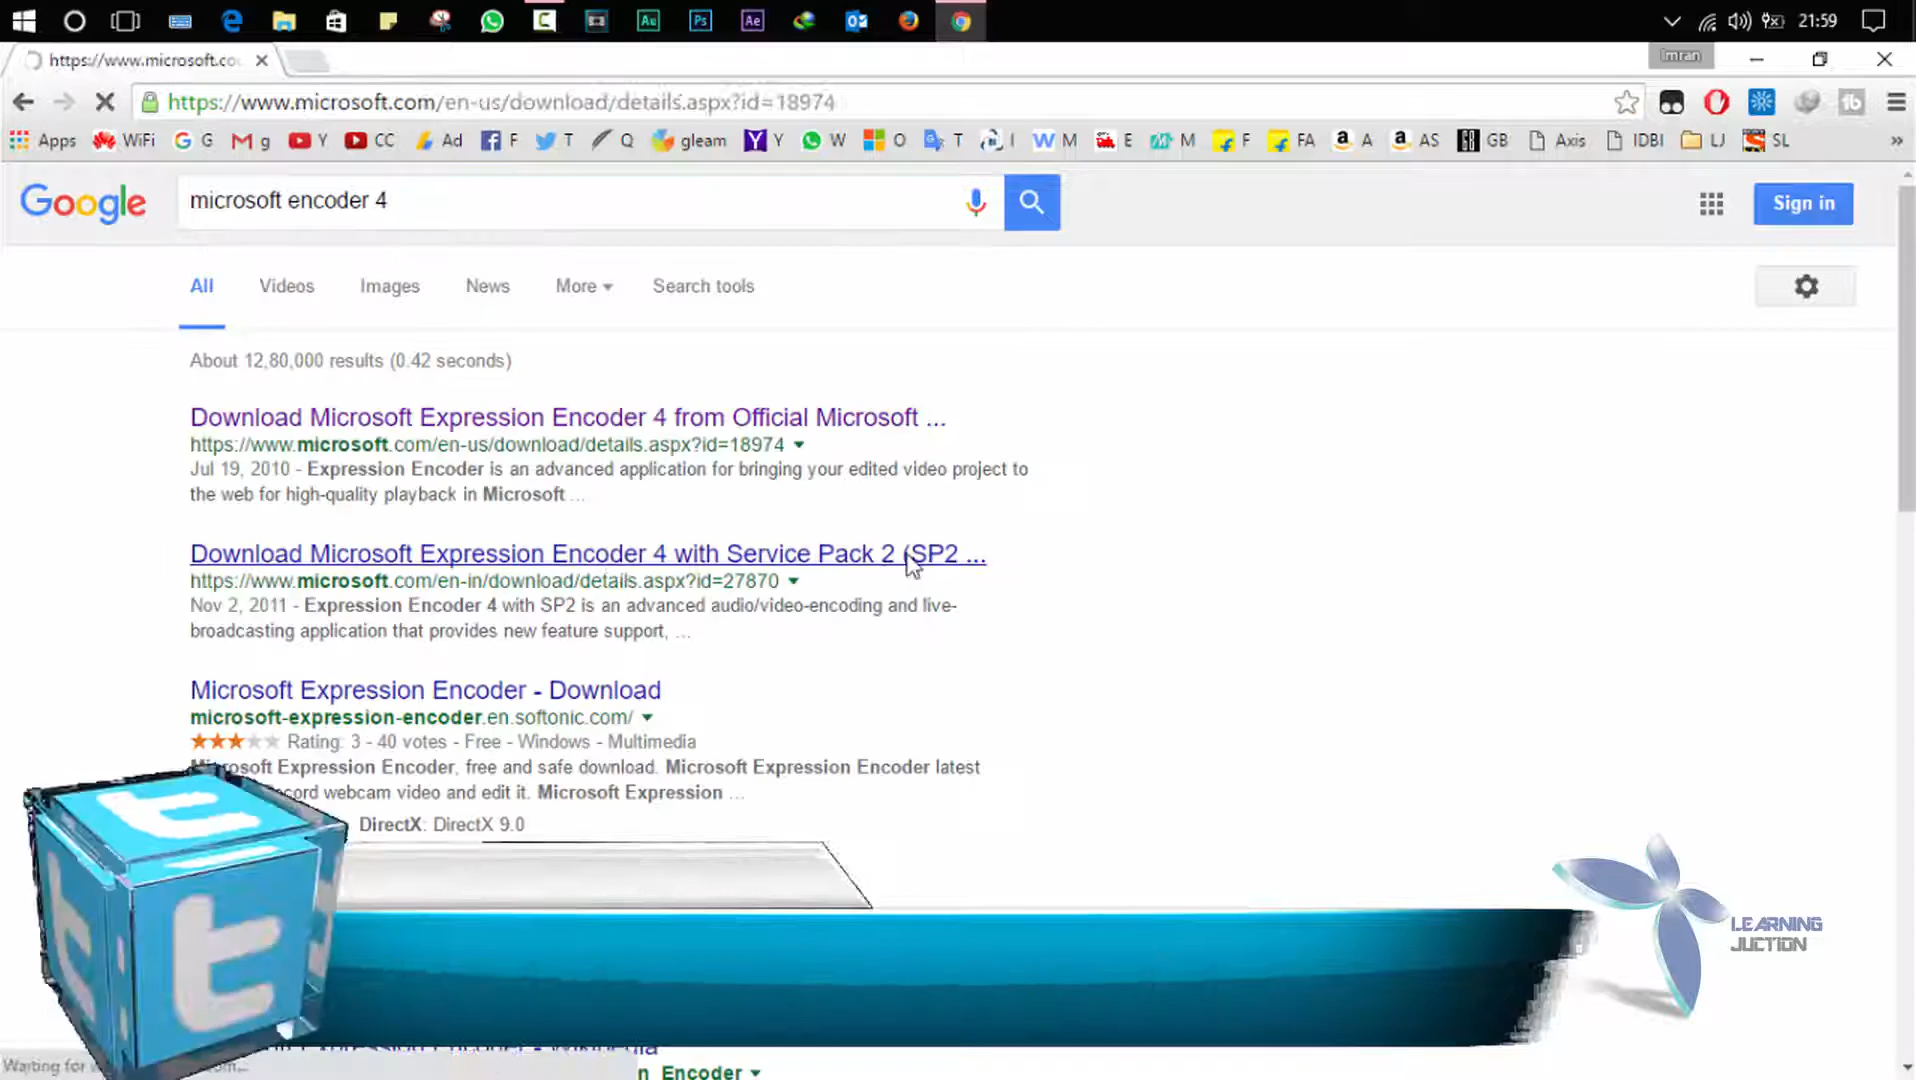 21:59
https://www.microsoft.co
Imran
https://www.microsoft.com/en-us/download/details.aspx?id=18974
Apps WiFi G M g Y CC Ad F T Q gleam Y W O T I M E M F FA A AS GB Axis IDBI LJ SL »
Google
microsoft encoder 4
Sign in
All Videos Images News More Search tools
About 12,80,000 results (0.42 seconds)
Download Microsoft Expression Encoder 4 from Official Microsoft ...
https://www.microsoft.com/en-us/download/details.aspx?id=18974
Jul 19, 2010 - Expression Encoder is an advanced application for bringing your edited video project to
the web for high-quality playback in Microsoft ...
Download Microsoft Expression Encoder 4 with Service Pack 2 (SP2 ...
https://www.microsoft.com/en-in/download/details.aspx?id=27870
Nov 2, 2011 - Expression Encoder 4 with SP2 is an advanced audio/video-encoding and live-
broadcasting application that provides new feature support, ...
Microsoft Expression Encoder - Download
microsoft-expression-encoder.en.softonic.com/
Rating: 3 - 40 votes - Free - Windows - Multimedia
Microsoft Expression Encoder, free and safe download. Microsoft Expression Encoder latest
webcam video and edit it. Microsoft Expression ...
DirectX: DirectX 9.0
LEARNING
JUCTION
Waiting for
Encoder